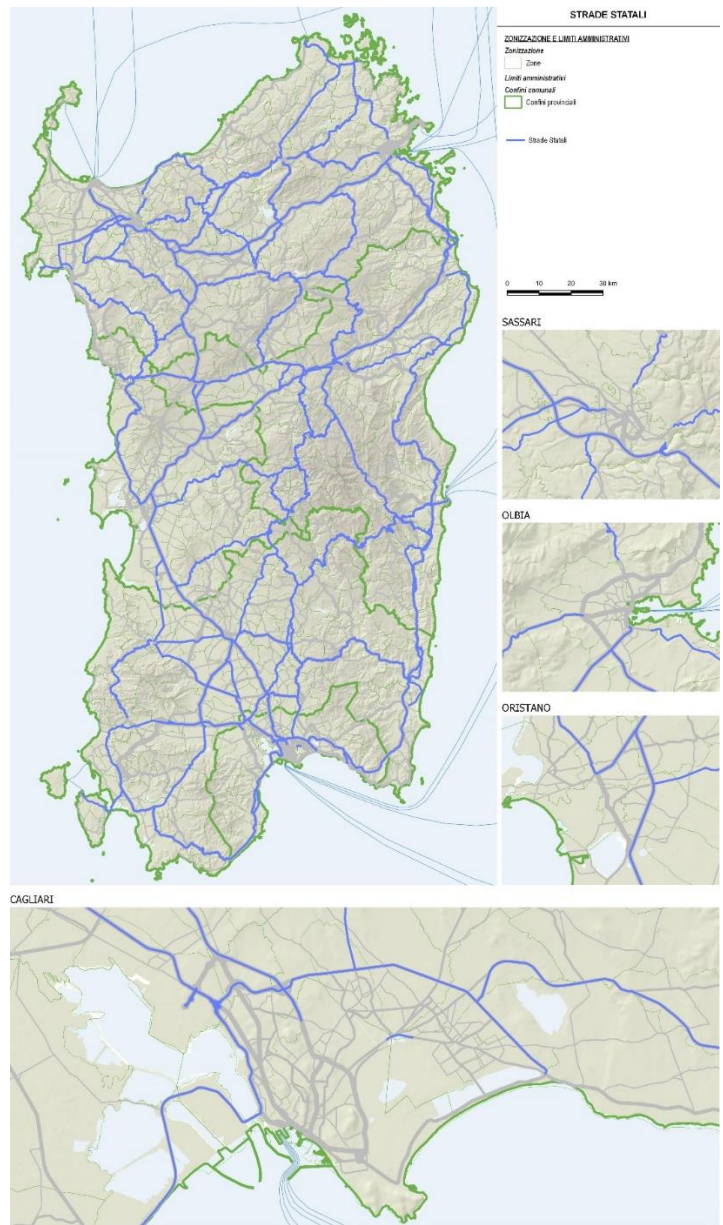 STRADE STATALI
ZONIZZAZIONE E LIMITI AMMINISTRATIVI
Zonizzazione
Zone
Limiti amministrativi
Confini comunali
Confini provinciali
Strade Statali
0 10 20 30 km
SASSARI
OLBIA
ORISTANO
CAGLIARI